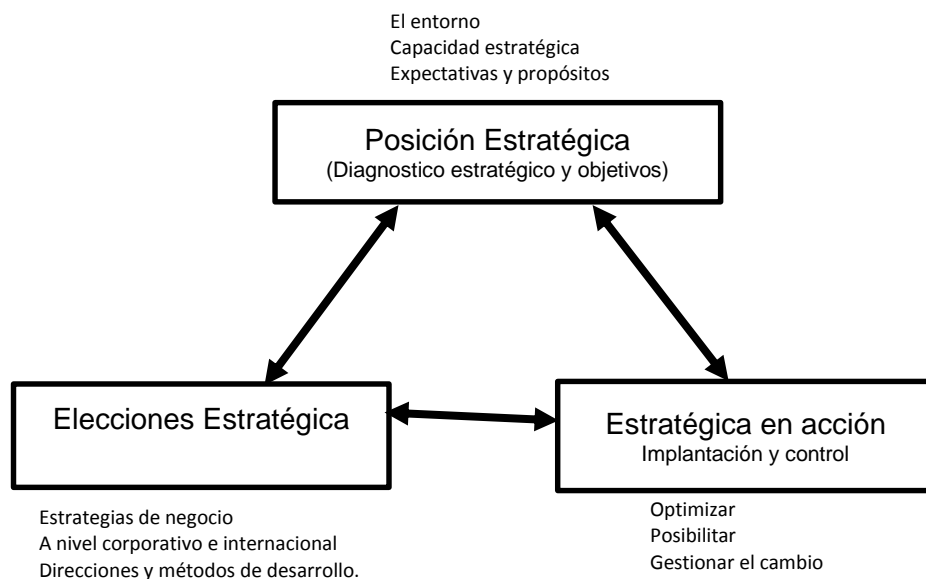 El entorno
Capacidad estratégica
Expectativas y propósitos
Posición Estratégica
(Diagnostico estratégico y objetivos)
Elecciones Estratégica
Estratégica en acción
Implantación y control
Estrategias de negocio
A nivel corporativo e internacional
Direcciones y métodos de desarrollo.
Optimizar
Posibilitar
Gestionar el cambio